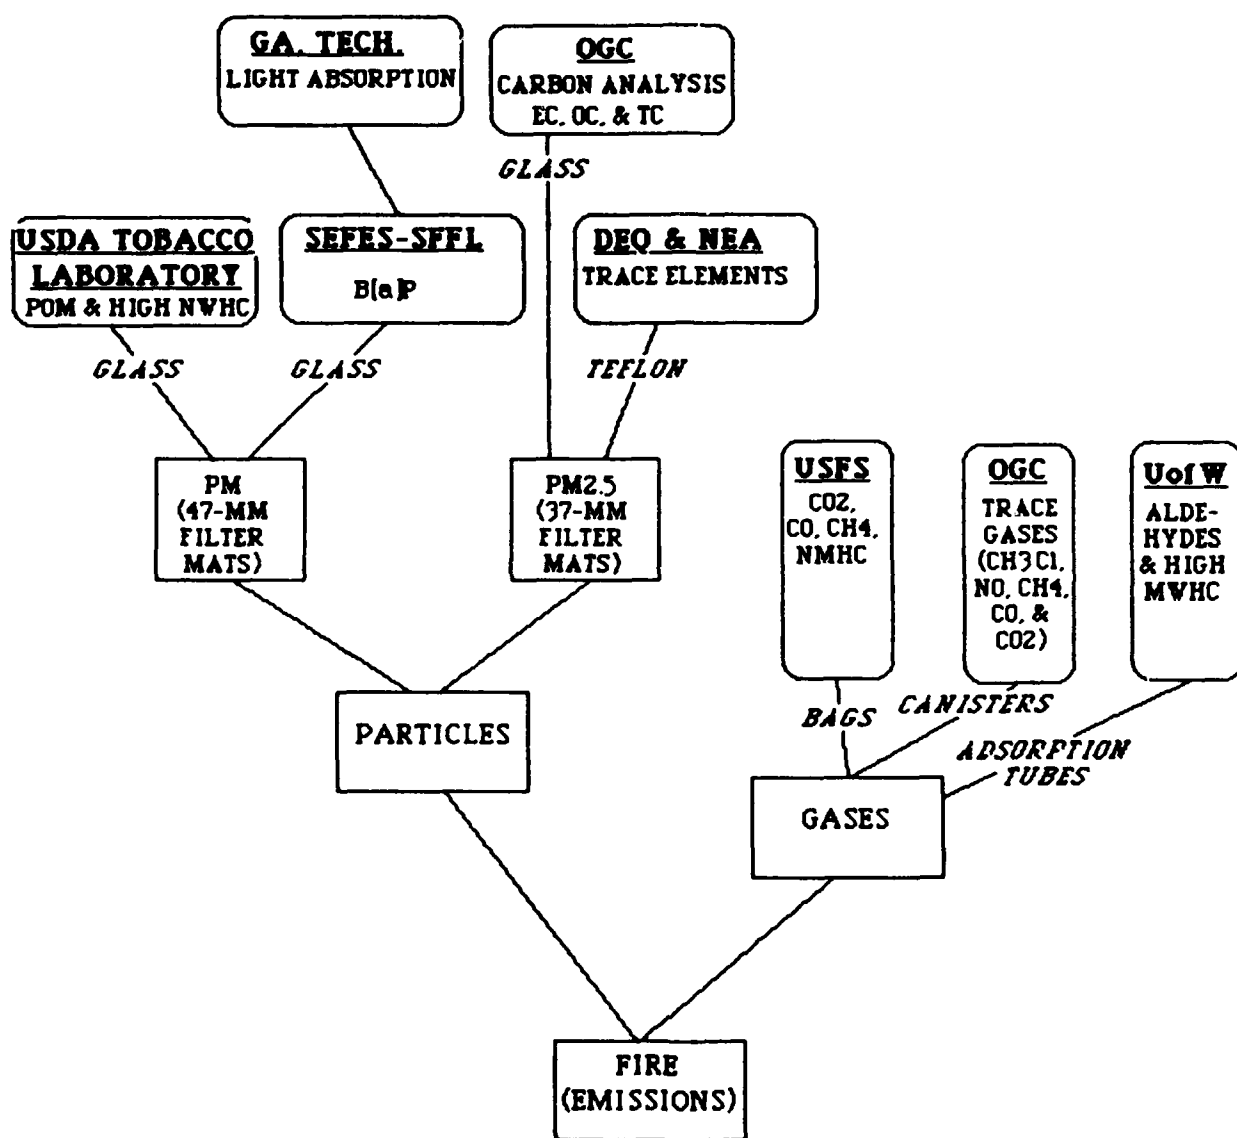 GA. TECH.
LIGHT ABSORPTION
OGC
CARBON ANALYSIS
EC, OC, & TC
GLASS
USDA TOBACCO
LABORATORY
POM & HIGH NWHC
SEFES-SFFL
B[a]P
DEQ & NEA
TRACE ELEMENTS
GLASS
GLASS
TEFLON
PM
(47-MM
FILTER
MATS)
PM2.5
(37-MM
FILTER
MATS)
USFS
CO2,
CO, CH4,
NMHC
OGC
TRACE
GASES
(CH3Cl,
NO, CH4,
CO, &
CO2)
UofW
ALDE-
HYDES
& HIGH
MWHC
BAGS
CANISTERS
ADSORPTION
TUBES
PARTICLES
GASES
FIRE
(EMISSIONS)